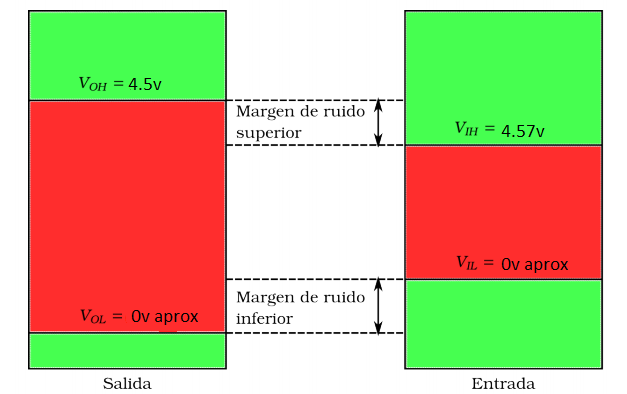 V_OH = 4.5v
Margen de ruido
superior
V_IH = 4.57v
V_IL = 0v aprox
Margen de ruido
inferior
V_OL = 0v aprox
Salida
Entrada